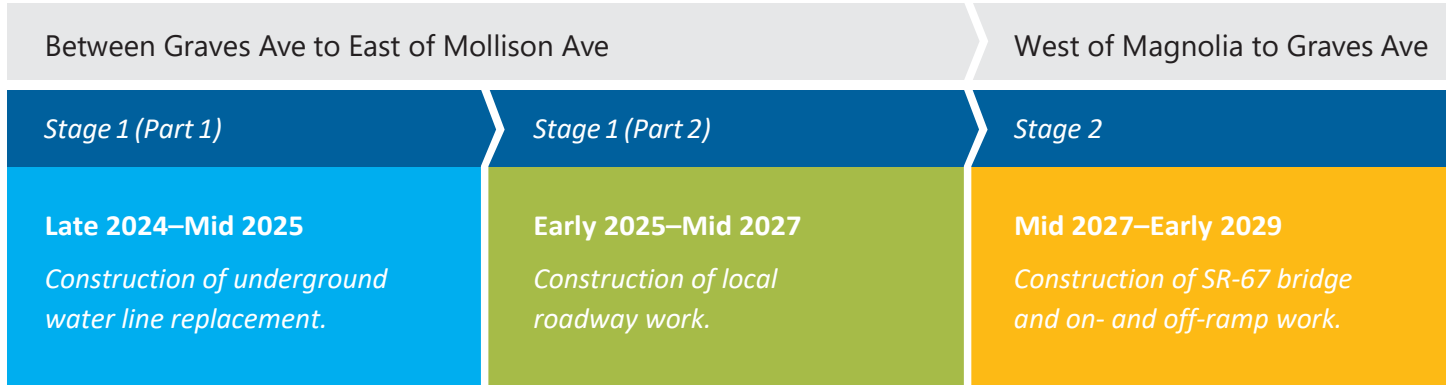 Between Graves Ave to East of Mollison Ave
West of Magnolia to Graves Ave
Stage 1 (Part 1)
Stage 1 (Part 2)
Stage 2
Late 2024–Mid 2025
Construction of underground
water line replacement.
Early 2025–Mid 2027
Construction of local
roadway work.
Mid 2027–Early 2029
Construction of SR-67 bridge
and on- and off-ramp work.